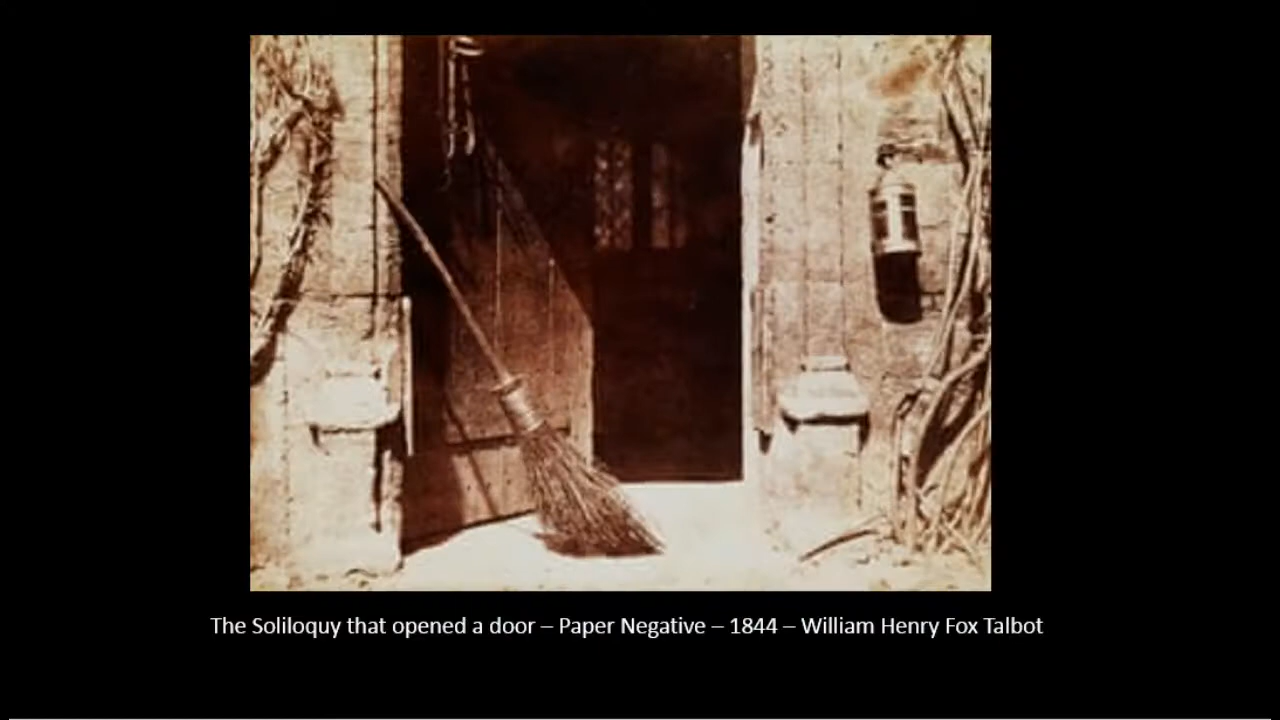 The Soliloquy that opened a door – Paper Negative – 1844 – William Henry Fox Talbot